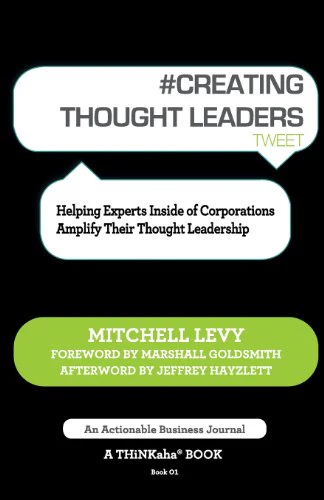 #CREATING
THOUGHT LEADERS
TWEET
Helping Experts Inside of Corporations
Amplify Their Thought Leadership
MITCHELL LEVY
FOREWORD BY MARSHALL GOLDSMITH
AFTERWORD BY JEFFREY HAYZLETT
An Actionable Business Journal
A THiNKaha® BOOK
Book 01